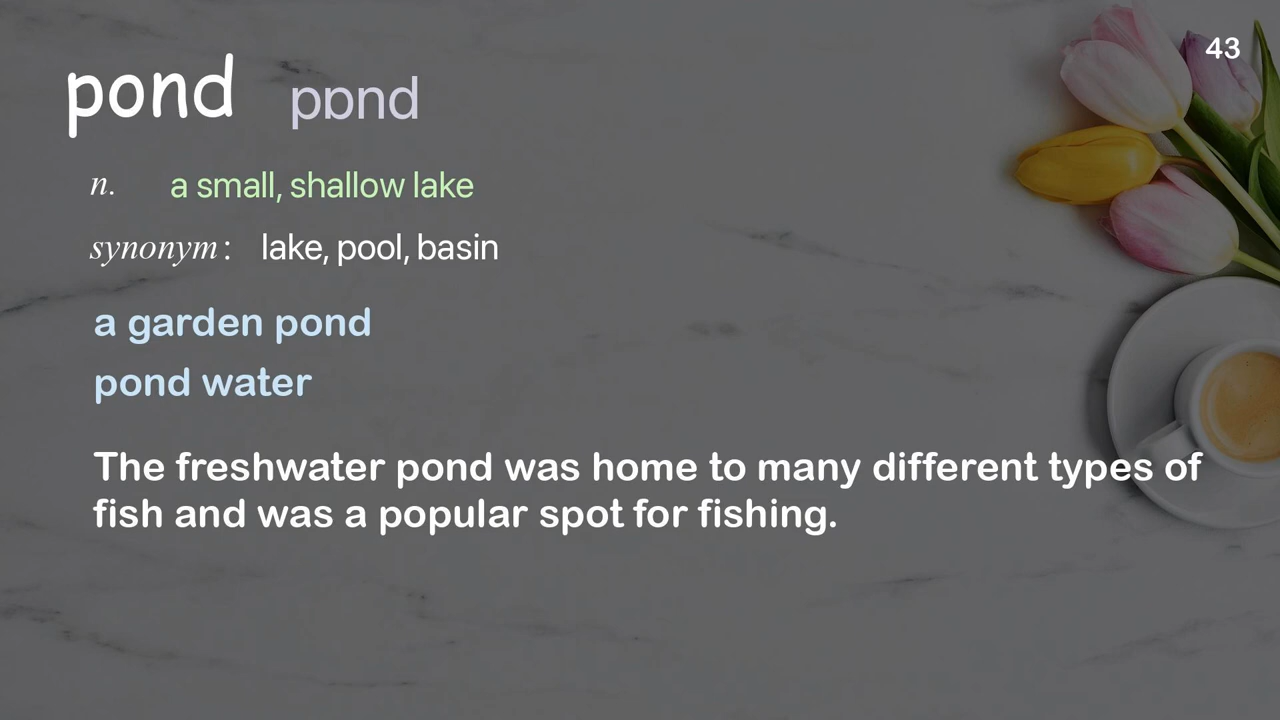 43
pond pɒnd
n. a small, shallow lake
synonym: lake, pool, basin
a garden pond
pond water
The freshwater pond was home to many different types of
fish and was a popular spot for fishing.